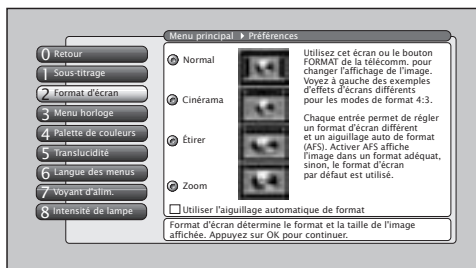 Menu principal Préférences
0 Retour
1 Sous-titrage
2 Format d'écran
3 Menu horloge
4 Palette de couleurs
5 Translucidité
6 Langue des menus
7 Voyant d'alim.
8 Intensité de lampe
Normal
Cinérama
Étirer
Zoom
Utilisez cet écran ou le bouton
FORMAT de la télécomm. pour
changer l'affichage de l'image.
Voyez à gauche des exemples
d'effets d'écrans différents
pour les modes de format 4:3.
Chaque entrée permet de régler
un format d'écran différent
et un aiguillage auto de format
(AFS). Activer AFS affiche
l'image dans un format adéquat,
sinon, le format d'écran
par défaut est utilisé.
Utiliser l'aiguillage automatique de format
Format d'écran détermine le format et la taille de l'image
affichée. Appuyez sur OK pour continuer.